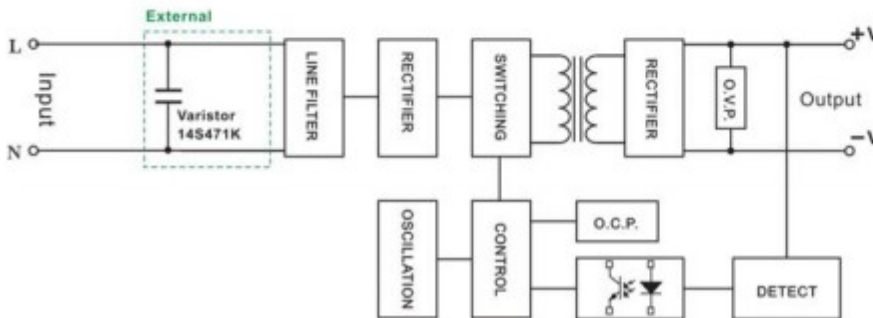 External
L
Input
N
Varistor
14S471K
LINE FILTER
RECTIFIER
SWITCHING
RECTIFIER
O.V.P.
+V
Output
−V
OSCILLATION
CONTROL
O.C.P.
DETECT